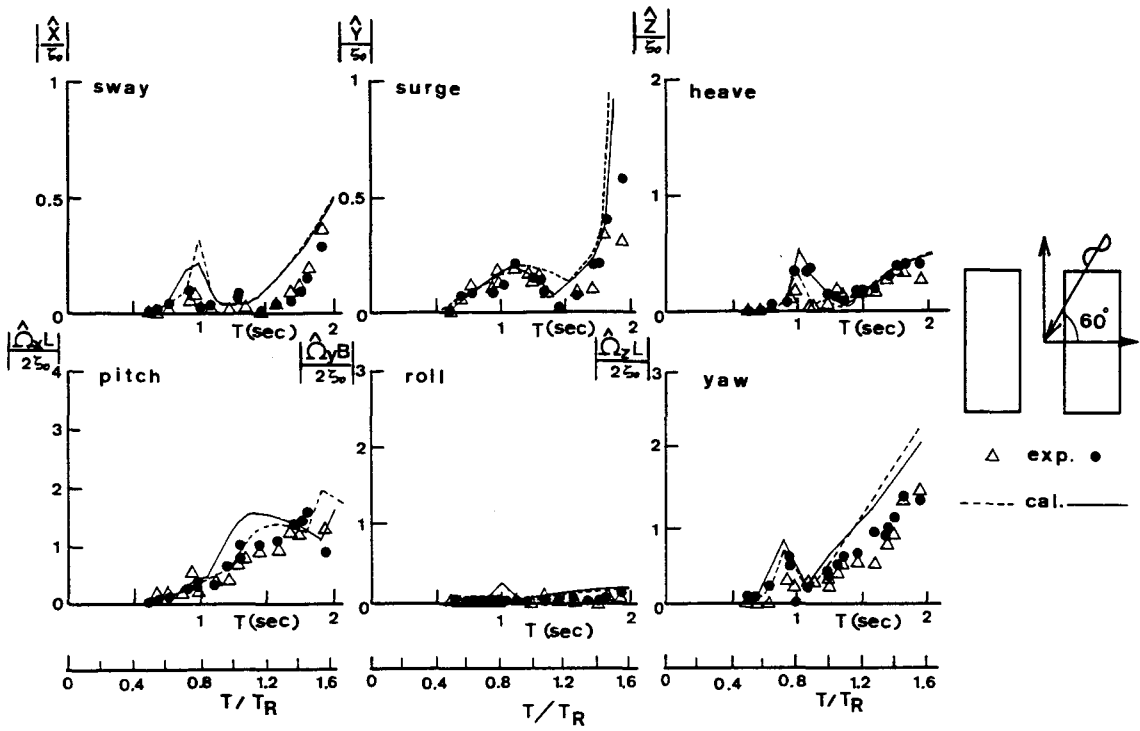 |X̂/ζ₀|
1
sway
0.5
0
1
T(sec)
2
|Ŷ/ζ₀|
1
surge
0.5
0
1
T(sec)
2
|Ẑ/ζ₀|
2
heave
1
0
1
T(sec)
2
|Ω̂xL/2ζ₀|
4
pitch
3
2
1
0
1
T(sec)
2
|Ω̂yB/2ζ₀|
3
roll
2
1
0
1
T(sec)
2
|Ω̂zL/2ζ₀|
3
yaw
2
1
0
1
T(sec)
2
60°
△ exp. ●
----- cal. ———
0 0.4 0.8 1.2 1.6
T/TR
0 0.4 0.8 1.2 1.6
T/TR
0 0.4 0.8 1.2 1.6
T/TR